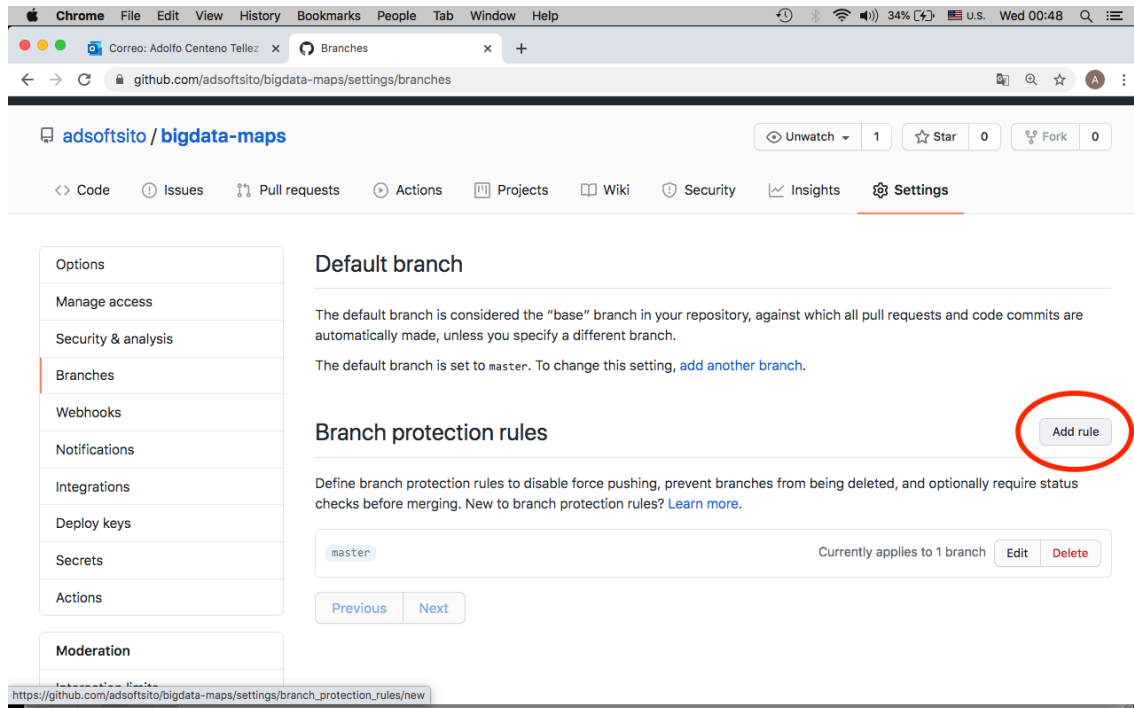 Chrome File Edit View History Bookmarks People Tab Window Help 34% U.S. Wed 00:48
Correo: Adolfo Centeno Tellez Branches
github.com/adsoftsito/bigdata-maps/settings/branches A
adsoftsito / bigdata-maps Unwatch 1 Star 0 Fork 0
Code Issues Pull requests Actions Projects Wiki Security Insights Settings
Options
Manage access
Security & analysis
Branches
Webhooks
Notifications
Integrations
Deploy keys
Secrets
Actions
Moderation
Default branch
The default branch is considered the “base” branch in your repository, against which all pull requests and code commits are
automatically made, unless you specify a different branch.
The default branch is set to master. To change this setting, add another branch.
Branch protection rules Add rule
Define branch protection rules to disable force pushing, prevent branches from being deleted, and optionally require status
checks before merging. New to branch protection rules? Learn more.
master Currently applies to 1 branch Edit Delete
Previous Next
https://github.com/adsoftsito/bigdata-maps/settings/branch_protection_rules/new